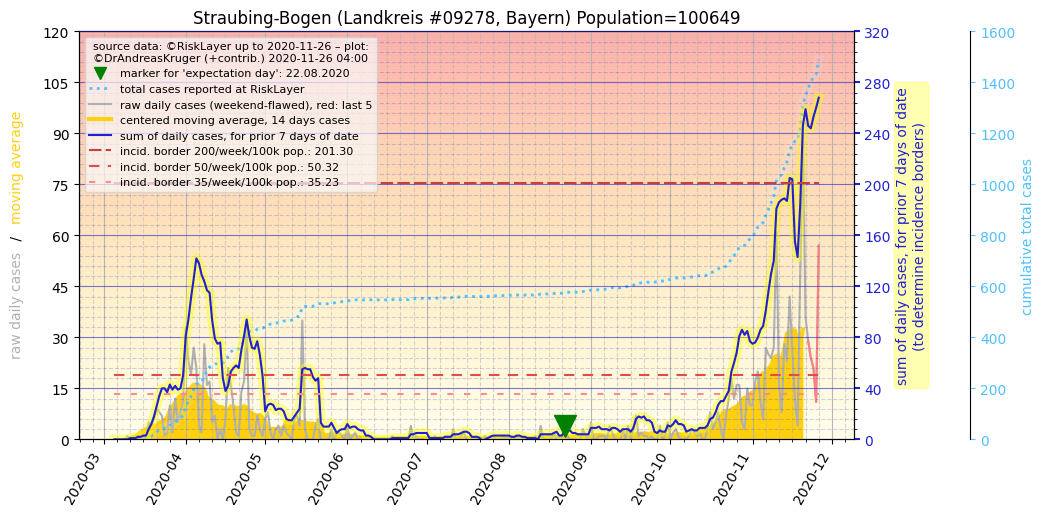 Straubing-Bogen (Landkreis #09278, Bayern) Population=100649
source data: ©RiskLayer up to 2020-11-26 – plot:
©DrAndreasKruger (+contrib.) 2020-11-26 04:00
marker for 'expectation day': 22.08.2020
total cases reported at RiskLayer
raw daily cases (weekend-flawed), red: last 5
centered moving average, 14 days cases
sum of daily cases, for prior 7 days of date
incid. border 200/week/100k pop.: 201.30
incid. border 50/week/100k pop.: 50.32
incid. border 35/week/100k pop.: 35.23
raw daily cases / moving average
120
105
90
75
60
45
30
15
0
320
280
240
200
160
120
80
40
0
sum of daily cases, for prior 7 days of date
(to determine incidence borders)
1600
1400
1200
1000
800
600
400
200
0
cumulative total cases
2020-03
2020-04
2020-05
2020-06
2020-07
2020-08
2020-09
2020-10
2020-11
2020-12